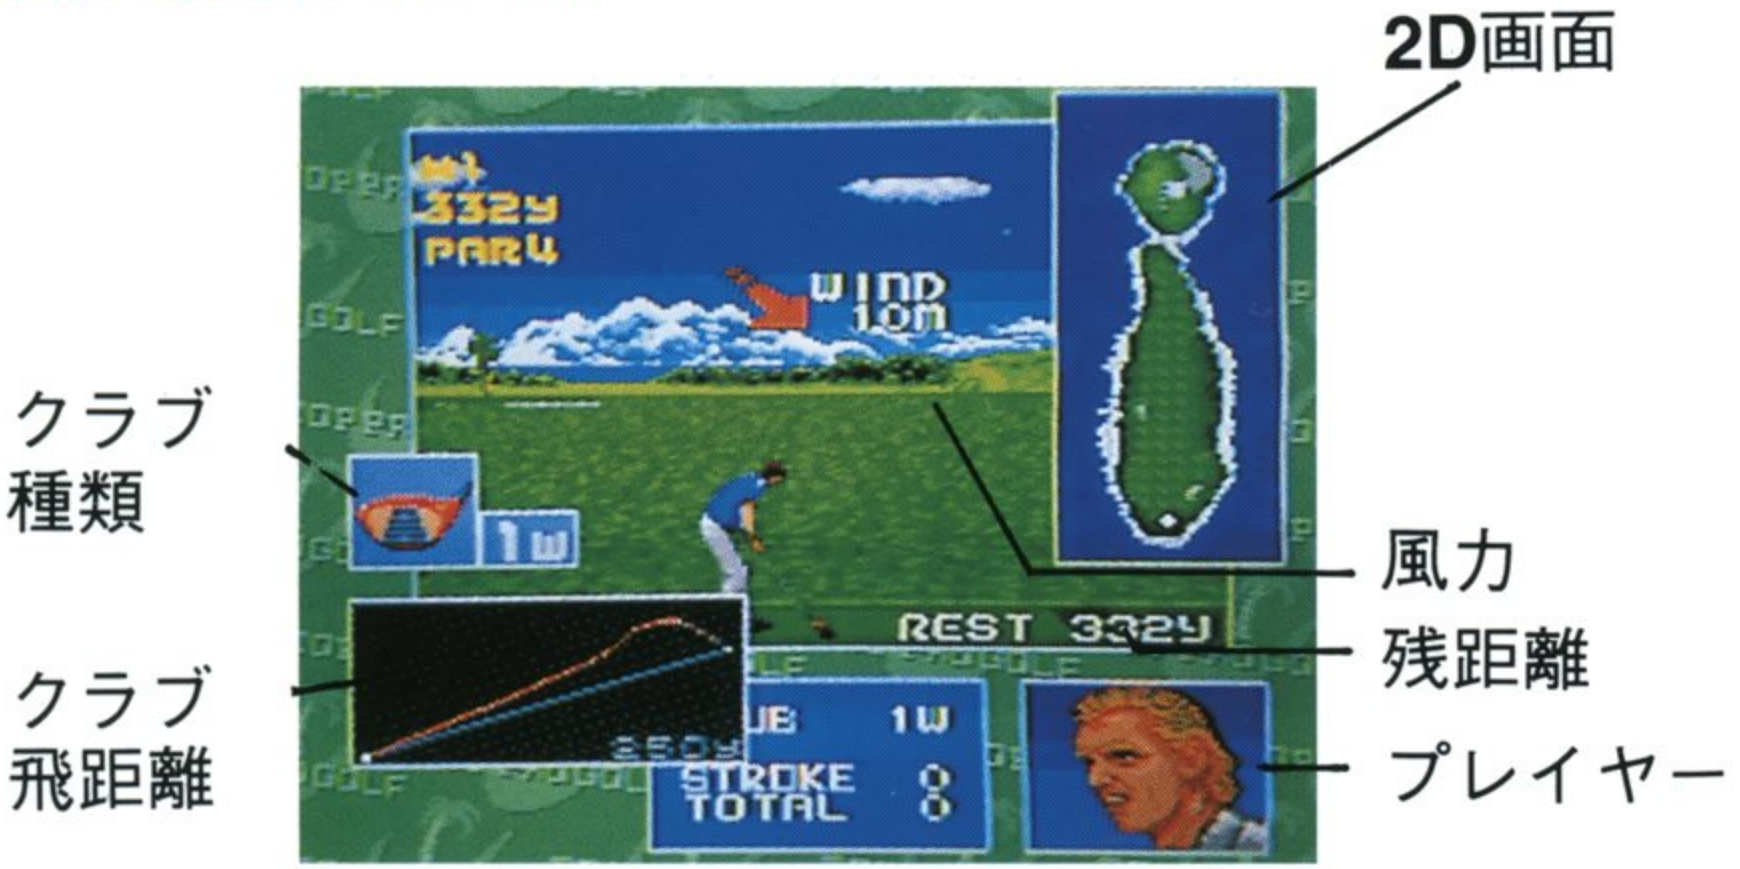 2D画面
#1
332y
PAR4
WIND
10M
クラブ
種類
1W
風力
REST 332y
残距離
クラブ
飛距離
250y
UB 1W
STROKE 0
TOTAL 0
プレイヤー